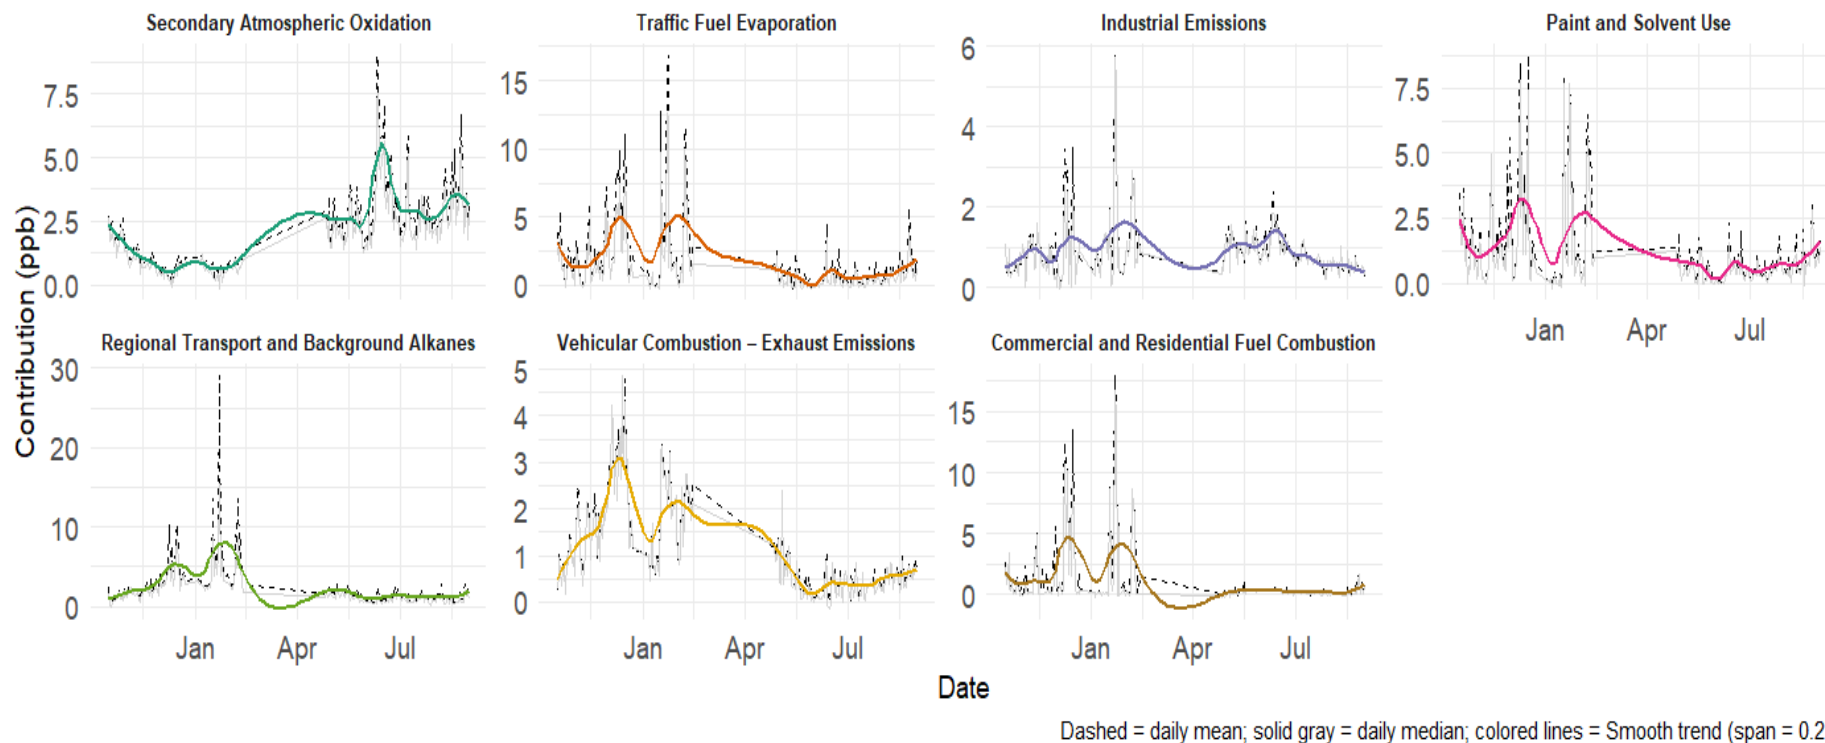 Secondary Atmospheric Oxidation
Traffic Fuel Evaporation
Industrial Emissions
Paint and Solvent Use
7.5
5.0
2.5
0.0
15
10
5
0
6
4
2
0
7.5
5.0
2.5
0.0
Jan Apr Jul
Contribution (ppb)
Regional Transport and Background Alkanes
Vehicular Combustion – Exhaust Emissions
Commercial and Residential Fuel Combustion
30
20
10
0
5
4
3
2
1
0
15
10
5
0
Jan Apr Jul
Jan Apr Jul
Jan Apr Jul
Date
Dashed = daily mean; solid gray = daily median; colored lines = Smooth trend (span = 0.2